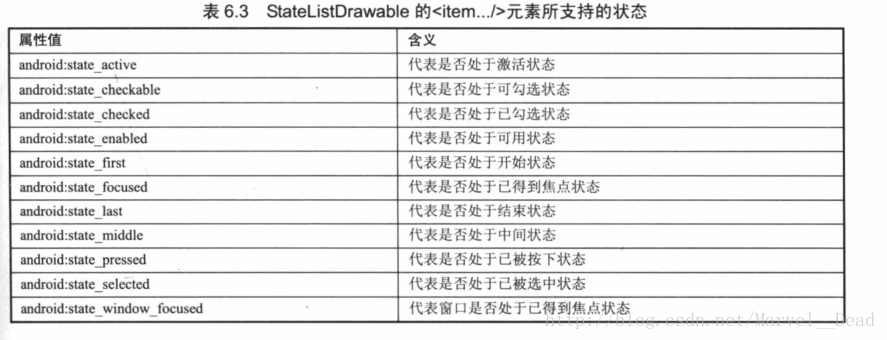 表 6.3 StateListDrawable 的<item.../>元素所支持的状态
属性值 含义
android:state_active 代表是否处于激活状态
android:state_checkable 代表是否处于可勾选状态
android:state_checked 代表是否处于已勾选状态
android:state_enabled 代表是否处于可用状态
android:state_first 代表是否处于开始状态
android:state_focused 代表是否处于已得到焦点状态
android:state_last 代表是否处于结束状态
android:state_middle 代表是否处于中间状态
android:state_pressed 代表是否处于已被按下状态
android:state_selected 代表是否处于已被选中状态
android:state_window_focused 代表窗口是否处于已得到焦点状态
http://blog.csdn.net/Marvel__Dead